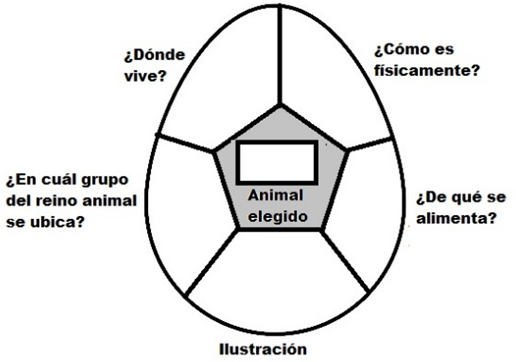 ¿Dónde
vive?
¿Cómo es
físicamente?
¿En cuál grupo
del reino animal
se ubica?
Animal
elegido
¿De qué se
alimenta?
Ilustración